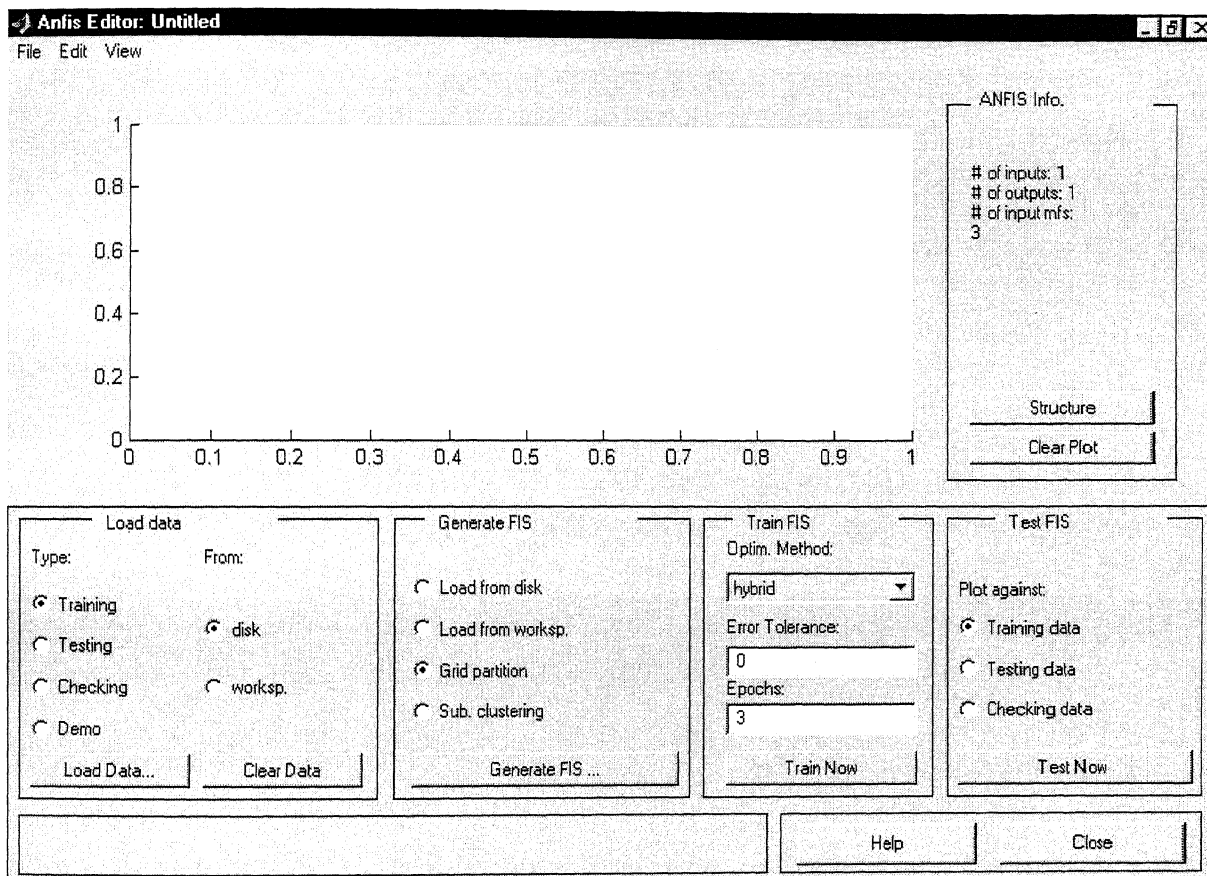 Anfis Editor: Untitled
File Edit View
1
0.8
0.6
0.4
0.2
0
0 0.1 0.2 0.3 0.4 0.5 0.6 0.7 0.8 0.9 1
ANFIS Info.
# of inputs: 1
# of outputs: 1
# of input mfs:
3
Structure
Clear Plot
Load data
Type:
From:
Training
Testing
Checking
Demo
disk
worksp.
Load Data...
Clear Data
Generate FIS
Load from disk
Load from worksp.
Grid partition
Sub. clustering
Generate FIS ...
Train FIS
Optim. Method:
hybrid
Error Tolerance:
0
Epochs:
3
Train Now
Test FIS
Plot against:
Training data
Testing data
Checking data
Test Now
Help
Close